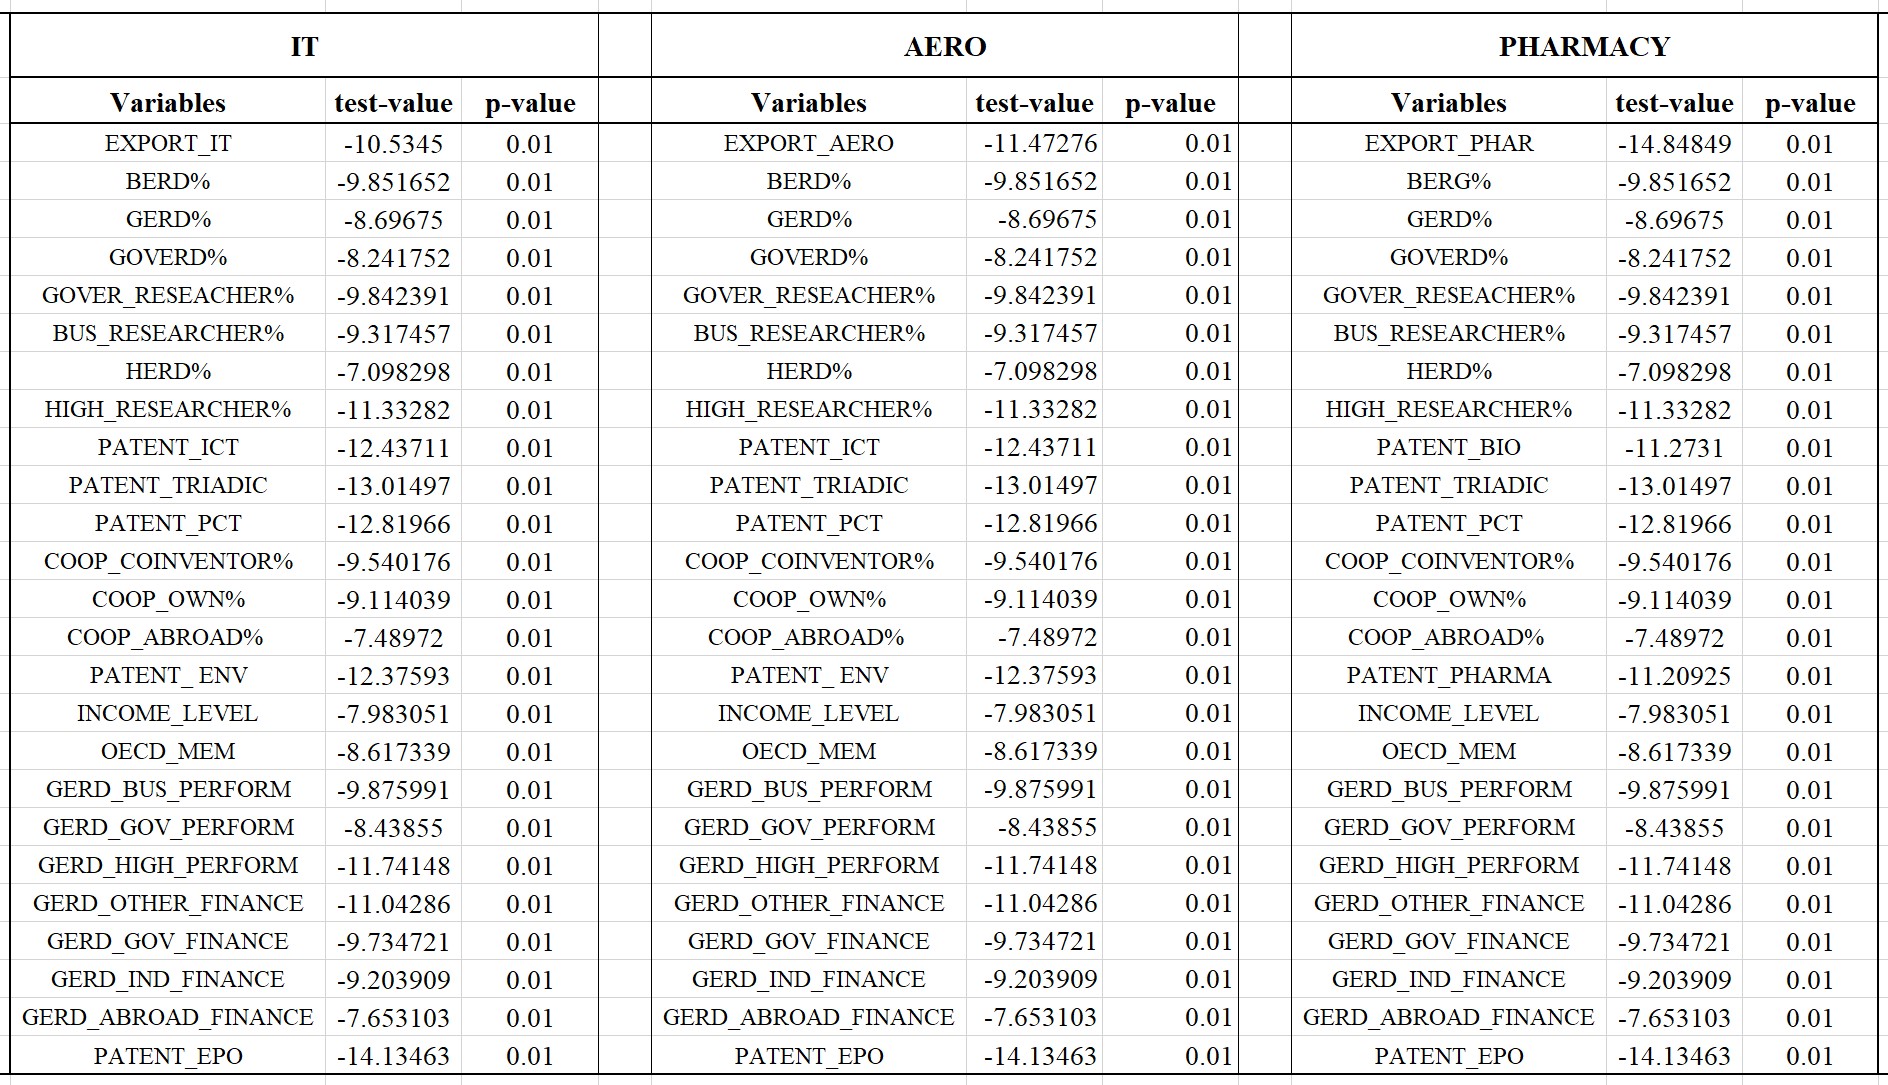 IT AERO PHARMACY
Variables test-value p-value Variables test-value p-value Variables test-value p-value
EXPORT_IT -10.5345 0.01 EXPORT_AERO -11.47276 0.01 EXPORT_PHAR -14.84849 0.01
BERD% -9.851652 0.01 BERD% -9.851652 0.01 BERG% -9.851652 0.01
GERD% -8.69675 0.01 GERD% -8.69675 0.01 GERD% -8.69675 0.01
GOVERD% -8.241752 0.01 GOVERD% -8.241752 0.01 GOVERD% -8.241752 0.01
GOVER_RESEACHER% -9.842391 0.01 GOVER_RESEACHER% -9.842391 0.01 GOVER_RESEACHER% -9.842391 0.01
BUS_RESEARCHER% -9.317457 0.01 BUS_RESEARCHER% -9.317457 0.01 BUS_RESEARCHER% -9.317457 0.01
HERD% -7.098298 0.01 HERD% -7.098298 0.01 HERD% -7.098298 0.01
HIGH_RESEARCHER% -11.33282 0.01 HIGH_RESEARCHER% -11.33282 0.01 HIGH_RESEARCHER% -11.33282 0.01
PATENT_ICT -12.43711 0.01 PATENT_ICT -12.43711 0.01 PATENT_BIO -11.2731 0.01
PATENT_TRIADIC -13.01497 0.01 PATENT_TRIADIC -13.01497 0.01 PATENT_TRIADIC -13.01497 0.01
PATENT_PCT -12.81966 0.01 PATENT_PCT -12.81966 0.01 PATENT_PCT -12.81966 0.01
COOP_COINVENTOR% -9.540176 0.01 COOP_COINVENTOR% -9.540176 0.01 COOP_COINVENTOR% -9.540176 0.01
COOP_OWN% -9.114039 0.01 COOP_OWN% -9.114039 0.01 COOP_OWN% -9.114039 0.01
COOP_ABROAD% -7.48972 0.01 COOP_ABROAD% -7.48972 0.01 COOP_ABROAD% -7.48972 0.01
PATENT_ ENV -12.37593 0.01 PATENT_ ENV -12.37593 0.01 PATENT_PHARMA -11.20925 0.01
INCOME_LEVEL -7.983051 0.01 INCOME_LEVEL -7.983051 0.01 INCOME_LEVEL -7.983051 0.01
OECD_MEM -8.617339 0.01 OECD_MEM -8.617339 0.01 OECD_MEM -8.617339 0.01
GERD_BUS_PERFORM -9.875991 0.01 GERD_BUS_PERFORM -9.875991 0.01 GERD_BUS_PERFORM -9.875991 0.01
GERD_GOV_PERFORM -8.43855 0.01 GERD_GOV_PERFORM -8.43855 0.01 GERD_GOV_PERFORM -8.43855 0.01
GERD_HIGH_PERFORM -11.74148 0.01 GERD_HIGH_PERFORM -11.74148 0.01 GERD_HIGH_PERFORM -11.74148 0.01
GERD_OTHER_FINANCE -11.04286 0.01 GERD_OTHER_FINANCE -11.04286 0.01 GERD_OTHER_FINANCE -11.04286 0.01
GERD_GOV_FINANCE -9.734721 0.01 GERD_GOV_FINANCE -9.734721 0.01 GERD_GOV_FINANCE -9.734721 0.01
GERD_IND_FINANCE -9.203909 0.01 GERD_IND_FINANCE -9.203909 0.01 GERD_IND_FINANCE -9.203909 0.01
GERD_ABROAD_FINANCE -7.653103 0.01 GERD_ABROAD_FINANCE -7.653103 0.01 GERD_ABROAD_FINANCE -7.653103 0.01
PATENT_EPO -14.13463 0.01 PATENT_EPO -14.13463 0.01 PATENT_EPO -14.13463 0.01